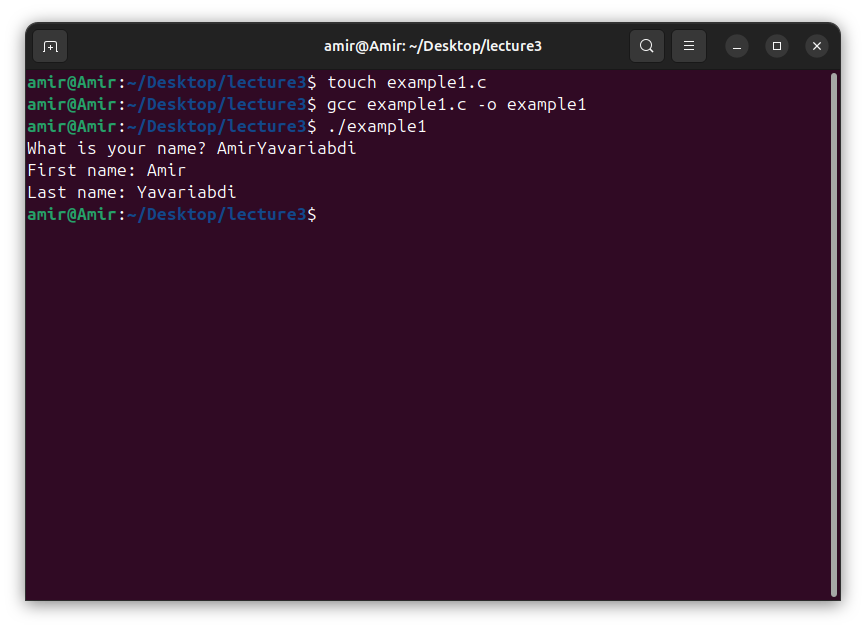 amir@Amir: ~/Desktop/lecture3
amir@Amir:~/Desktop/lecture3$ touch example1.c
amir@Amir:~/Desktop/lecture3$ gcc example1.c -o example1
amir@Amir:~/Desktop/lecture3$ ./example1
What is your name? AmirYavariabdi
First name: Amir
Last name: Yavariabdi
amir@Amir:~/Desktop/lecture3$